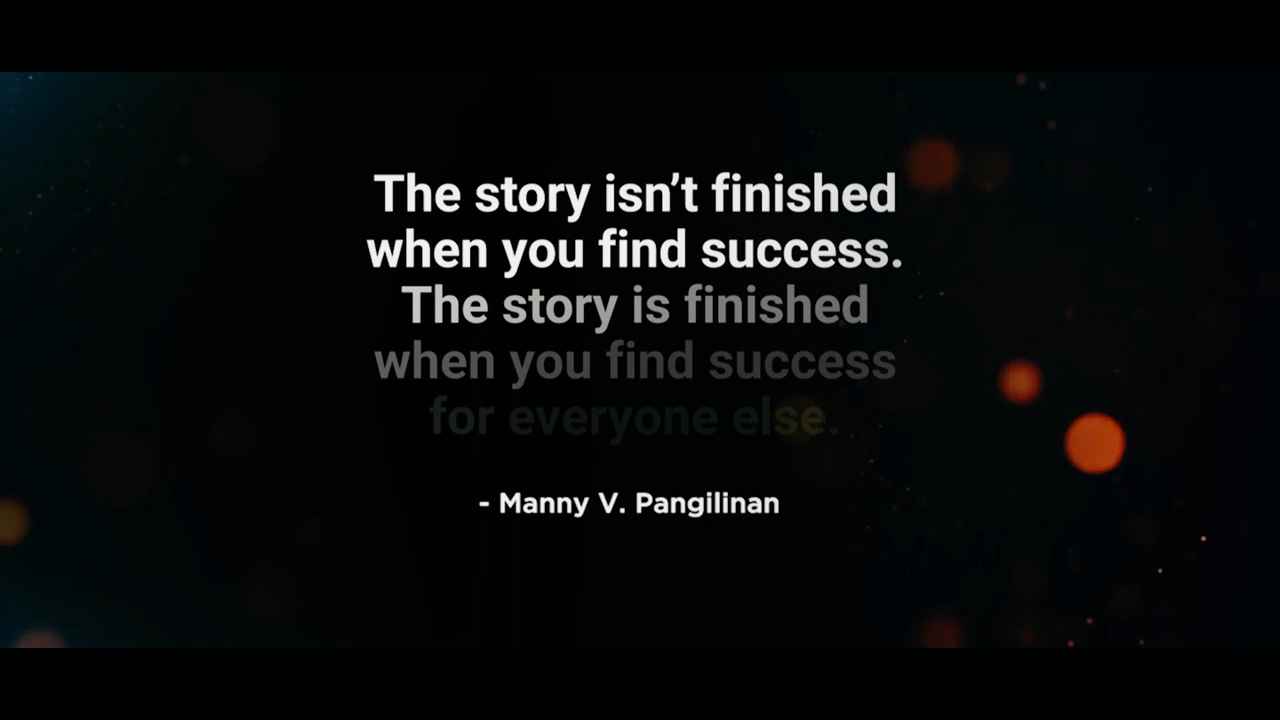 The story isn’t finished
when you find success.
The story is finished
when you find success
for everyone else.
- Manny V. Pangilinan